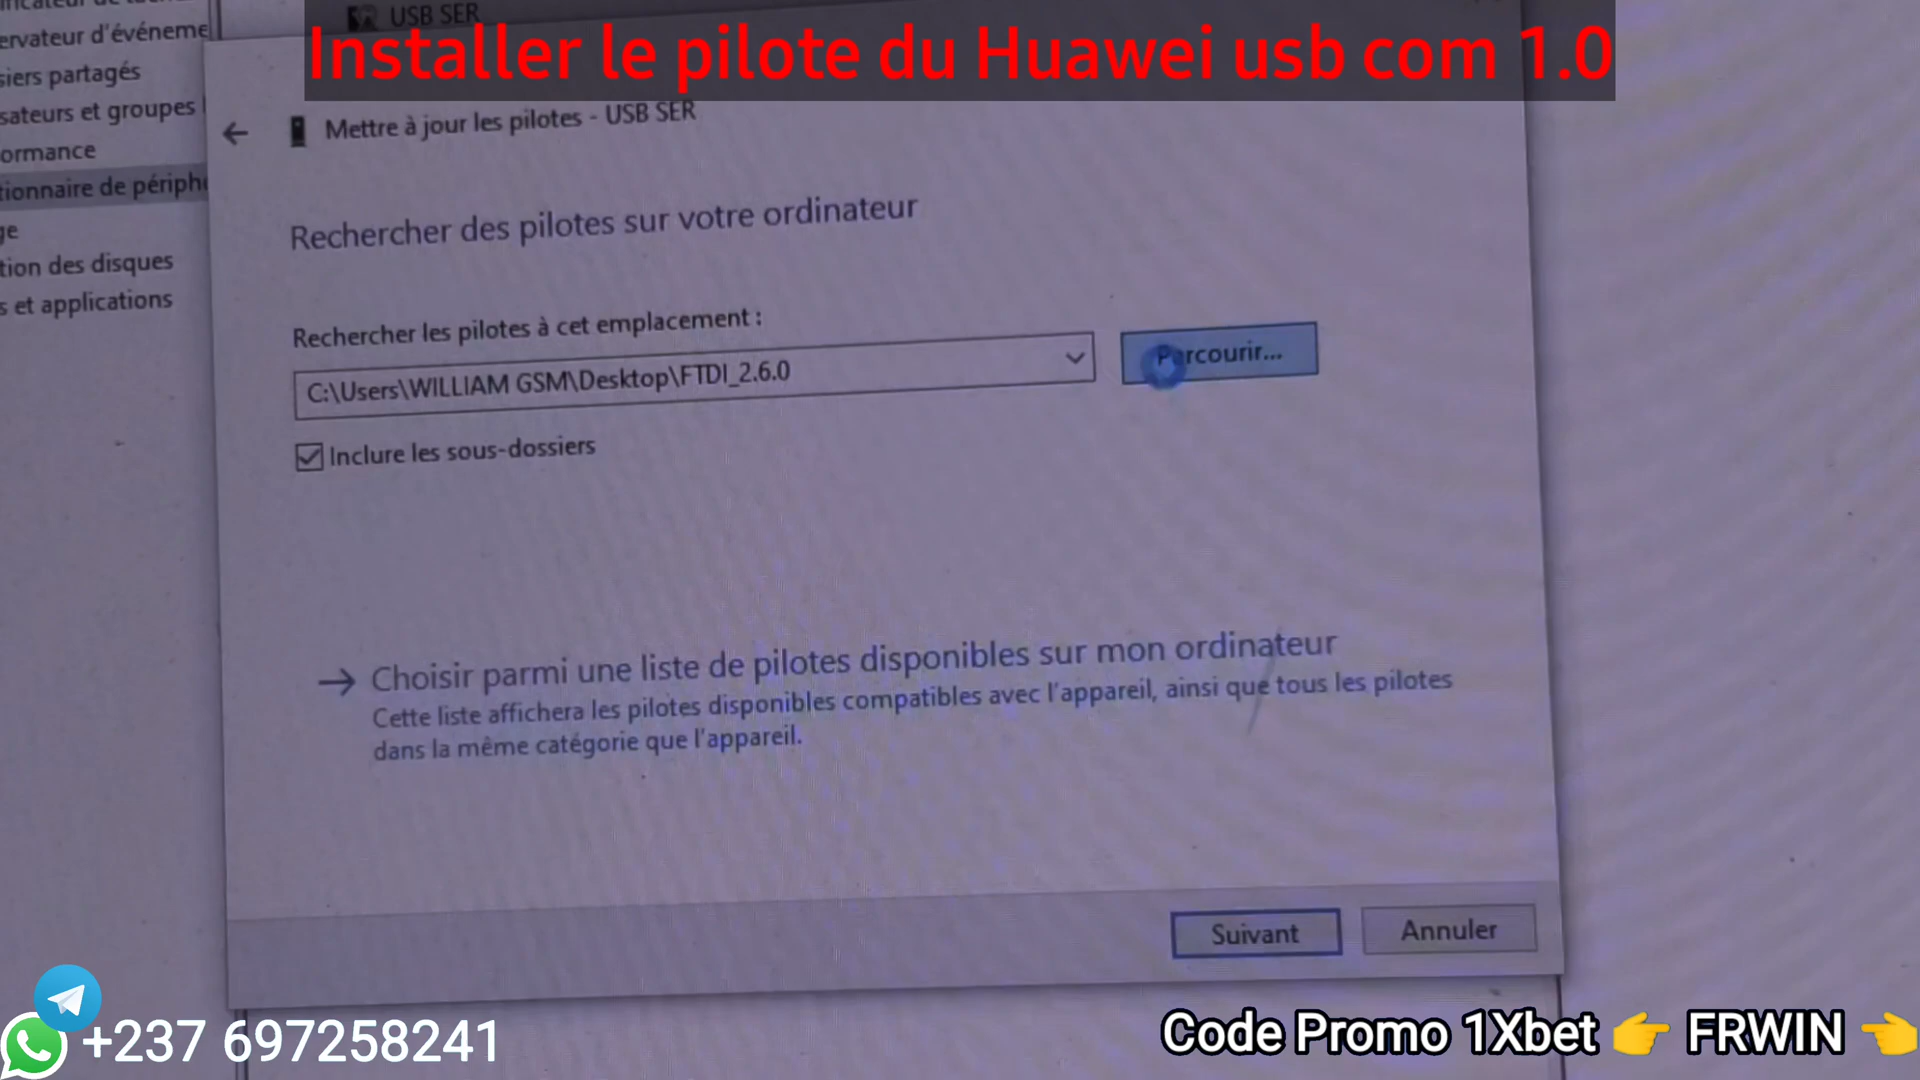 USB SER
Installer le pilote du Huawei usb com 1.0
ervateur d'événeme
siers partagés
sateurs et groupes
ormance
tionnaire de périph
ge
tion des disques
s et applications
Mettre à jour les pilotes - USB SER
Rechercher des pilotes sur votre ordinateur
Rechercher les pilotes à cet emplacement :
C:\Users\WILLIAM GSM\Desktop\FTDI_2.6.0
Parcourir...
Inclure les sous-dossiers
Choisir parmi une liste de pilotes disponibles sur mon ordinateur
Cette liste affichera les pilotes disponibles compatibles avec l'appareil, ainsi que tous les pilotes
dans la même catégorie que l'appareil.
Suivant
Annuler
+237 697258241
Code Promo 1Xbet 👉 FRWIN 👈